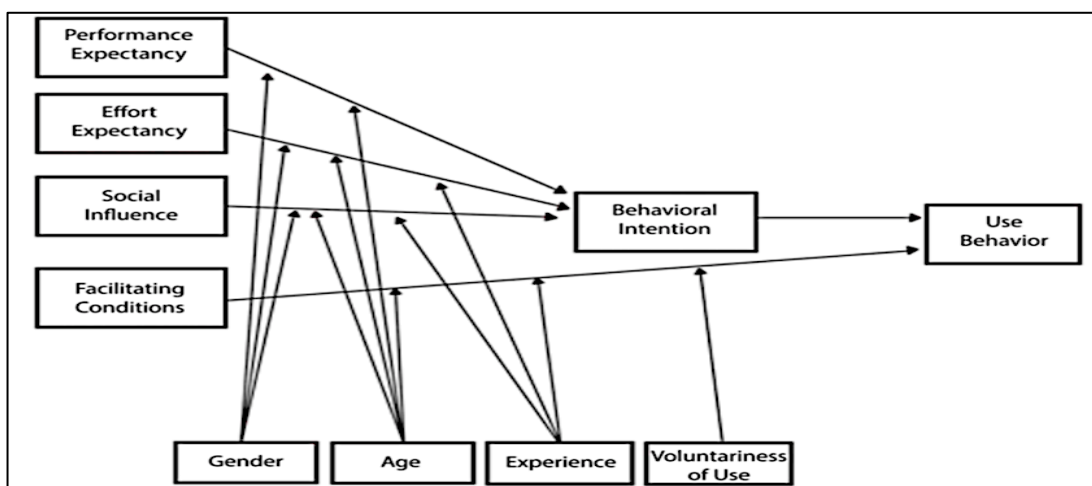 Performance
Expectancy
Effort
Expectancy
Social
Influence
Facilitating
Conditions
Behavioral
Intention
Use
Behavior
Gender
Age
Experience
Voluntariness
of Use